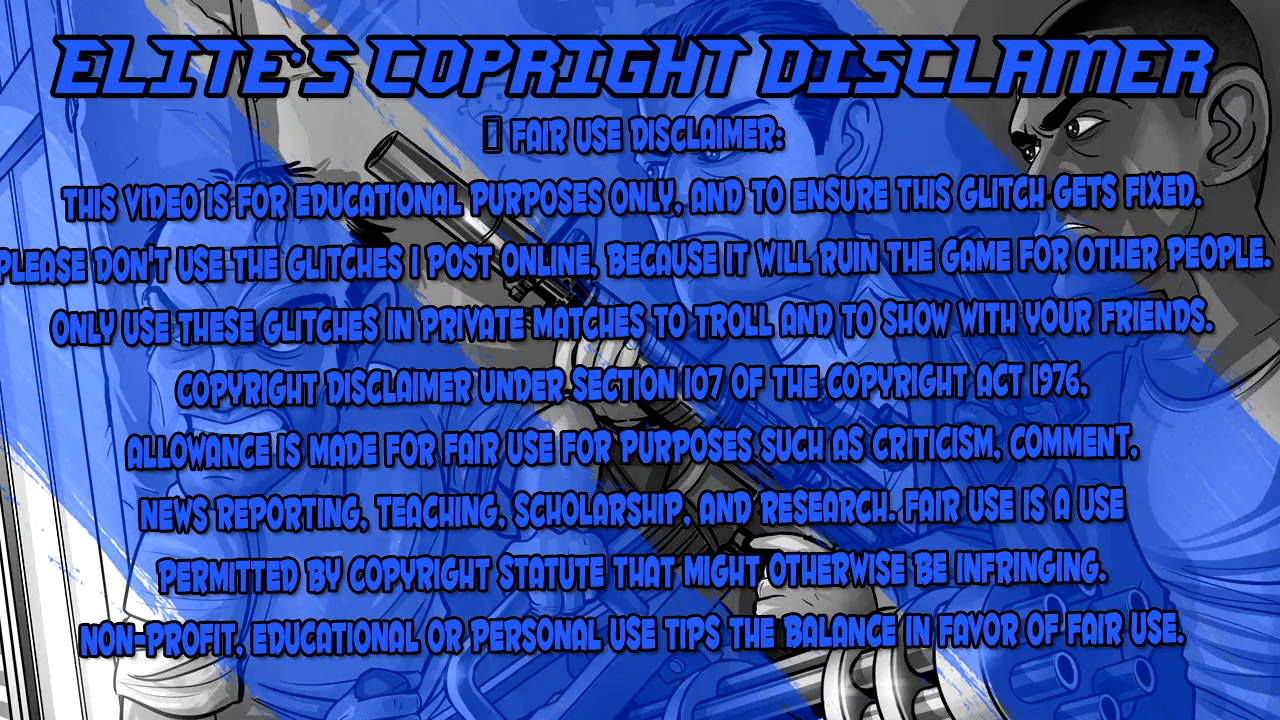 ELITE'S COPRIGHT DISCLAMER
FAIR USE DISCLAIMER:
THIS VIDEO IS FOR EDUCATIONAL PURPOSES ONLY, AND TO ENSURE THIS GLITCH GETS FIXED.
PLEASE DON'T USE THE GLITCHES I POST ONLINE, BECAUSE IT WILL RUIN THE GAME FOR OTHER PEOPLE.
ONLY USE THESE GLITCHES IN PRIVATE MATCHES TO TROLL AND TO SHOW WITH YOUR FRIENDS.
COPYRIGHT DISCLAIMER UNDER SECTION 107 OF THE COPYRIGHT ACT 1976.
ALLOWANCE IS MADE FOR FAIR USE FOR PURPOSES SUCH AS CRITICISM, COMMENT,
NEWS REPORTING, TEACHING, SCHOLARSHIP, AND RESEARCH. FAIR USE IS A USE
PERMITTED BY COPYRIGHT STATUTE THAT MIGHT OTHERWISE BE INFRINGING.
NON-PROFIT, EDUCATIONAL OR PERSONAL USE TIPS THE BALANCE IN FAVOR OF FAIR USE.